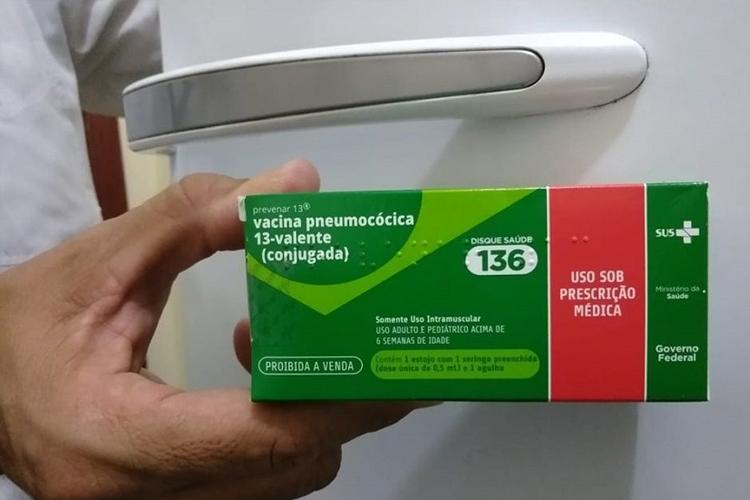 prevenar 13®
vacina pneumocócica
13-valente
(conjugada)
DISQUE SAÚDE
136
Somente Uso Intramuscular
USO ADULTO E PEDIÁTRICO ACIMA DE
6 SEMANAS DE IDADE
PROIBIDA A VENDA
Contém 1 estojo com 1 seringa preenchida
(dose única de 0,5 mL) e 1 agulha
USO SOB
PRESCRIÇÃO
MÉDICA
SUS
Ministério da
Saúde
Governo
Federal